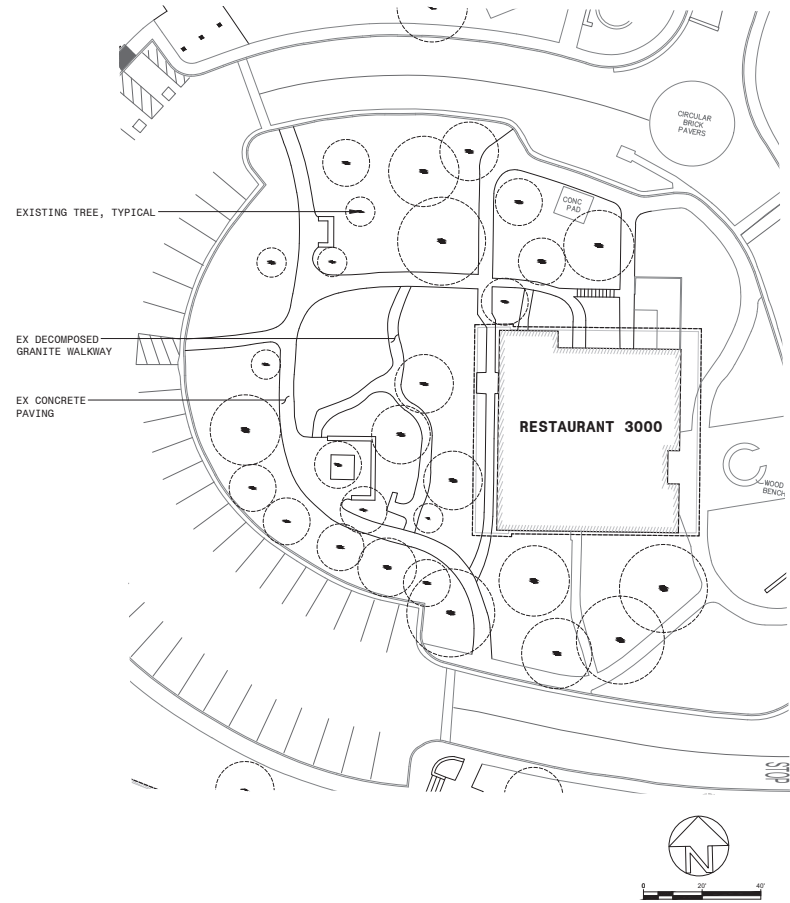 CIRCULAR
BRICK
PAVERS
CONC
PAD
EXISTING TREE, TYPICAL
EX DECOMPOSED
GRANITE WALKWAY
EX CONCRETE
PAVING
RESTAURANT 3000
WOOD
BENCH
STOP
N
0 20' 40'